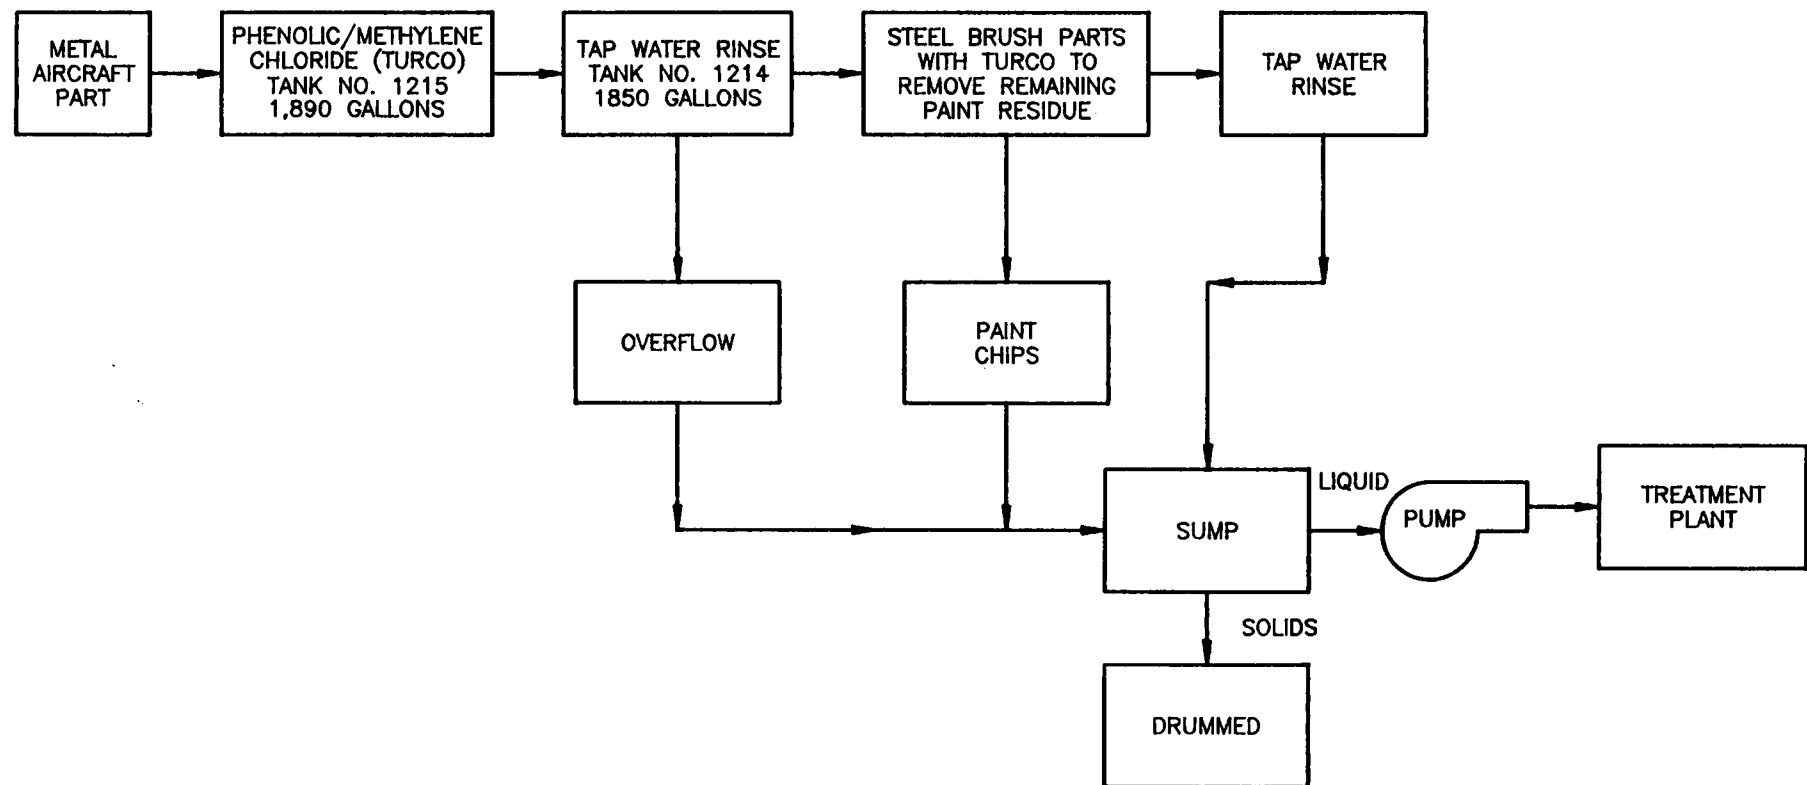 METAL
AIRCRAFT
PART
PHENOLIC/METHYLENE
CHLORIDE (TURCO)
TANK NO. 1215
1,890 GALLONS
TAP WATER RINSE
TANK NO. 1214
1850 GALLONS
STEEL BRUSH PARTS
WITH TURCO TO
REMOVE REMAINING
PAINT RESIDUE
TAP WATER
RINSE
OVERFLOW
PAINT
CHIPS
SUMP
LIQUID
PUMP
TREATMENT
PLANT
SOLIDS
DRUMMED